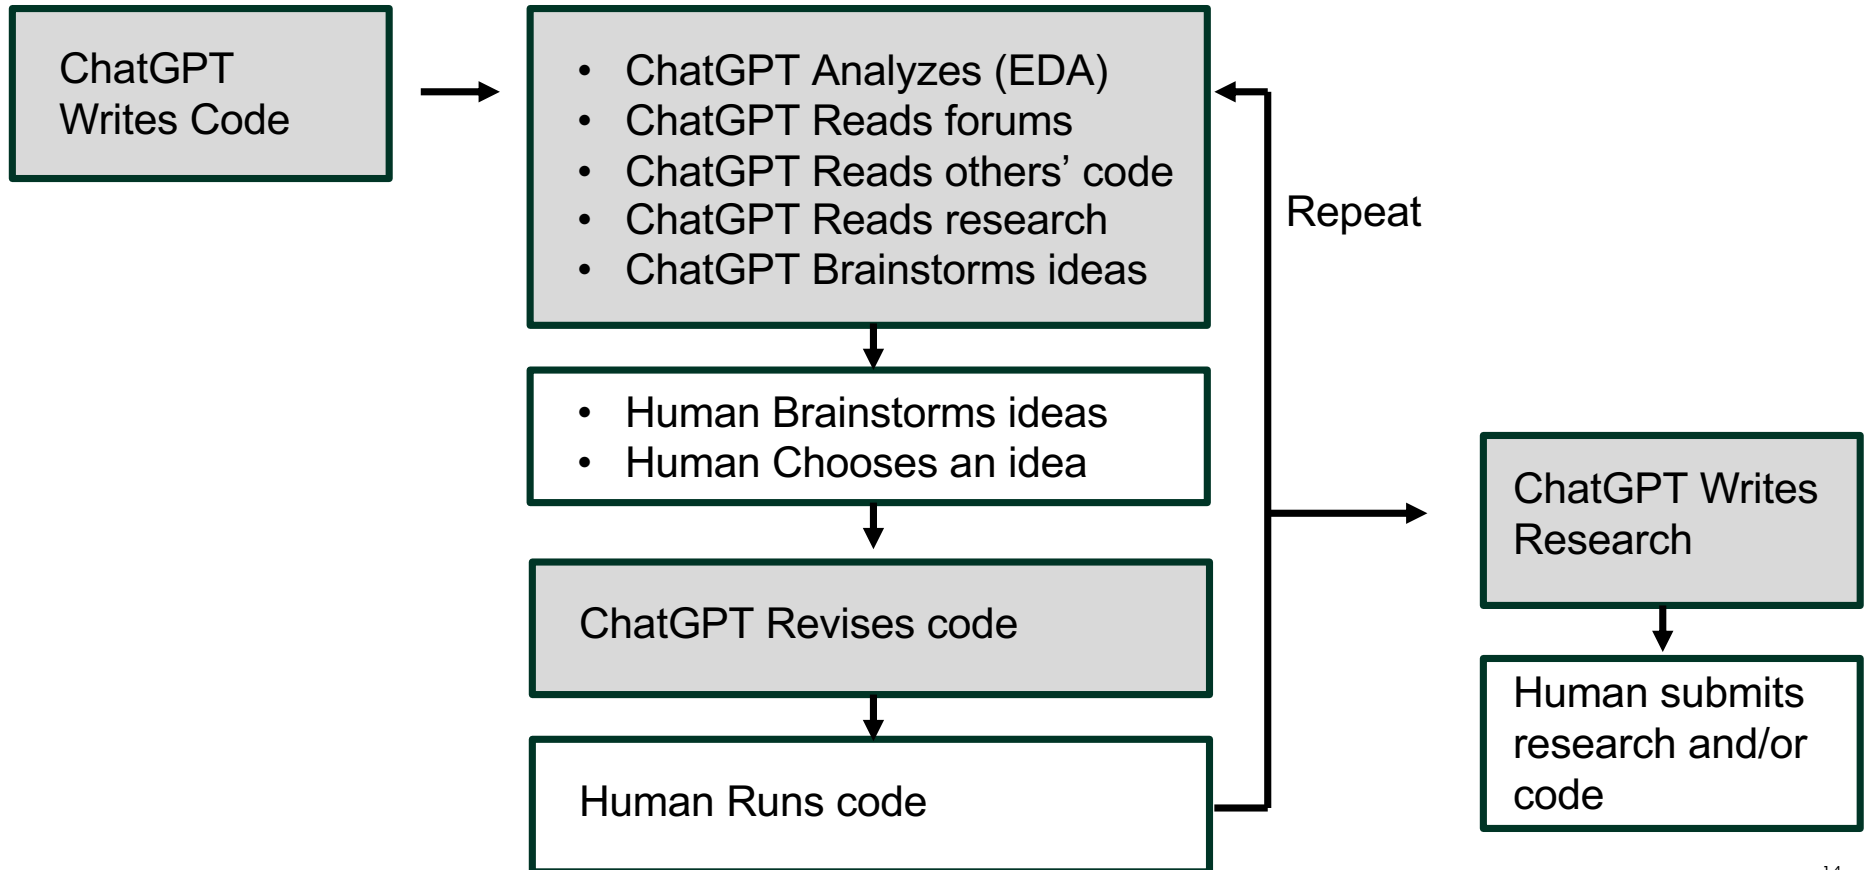 ChatGPT
Writes Code
• ChatGPT Analyzes (EDA)
• ChatGPT Reads forums
• ChatGPT Reads others’ code
• ChatGPT Reads research
• ChatGPT Brainstorms ideas
Repeat
• Human Brainstorms ideas
• Human Chooses an idea
ChatGPT Revises code
Human Runs code
ChatGPT Writes
Research
Human submits
research and/or
code
14